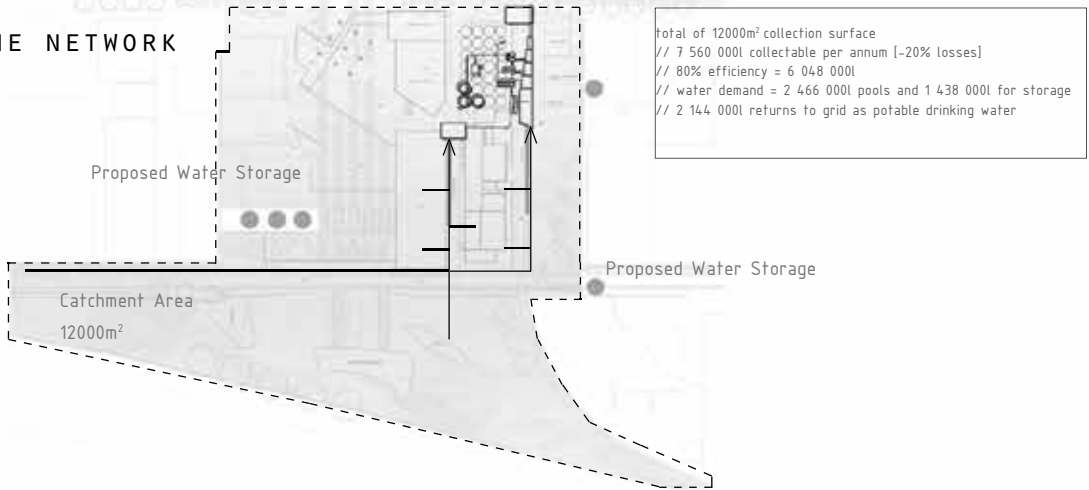 NETWORK
total of 12000m² collection surface
// 7 560 000l collectable per annum [-20% losses]
// 80% efficiency = 6 048 000l
// water demand = 2 466 000l pools and 1 438 000l for storage
// 2 144 000l returns to grid as potable drinking water
Proposed Water Storage
Proposed Water Storage
Catchment Area
12000m²